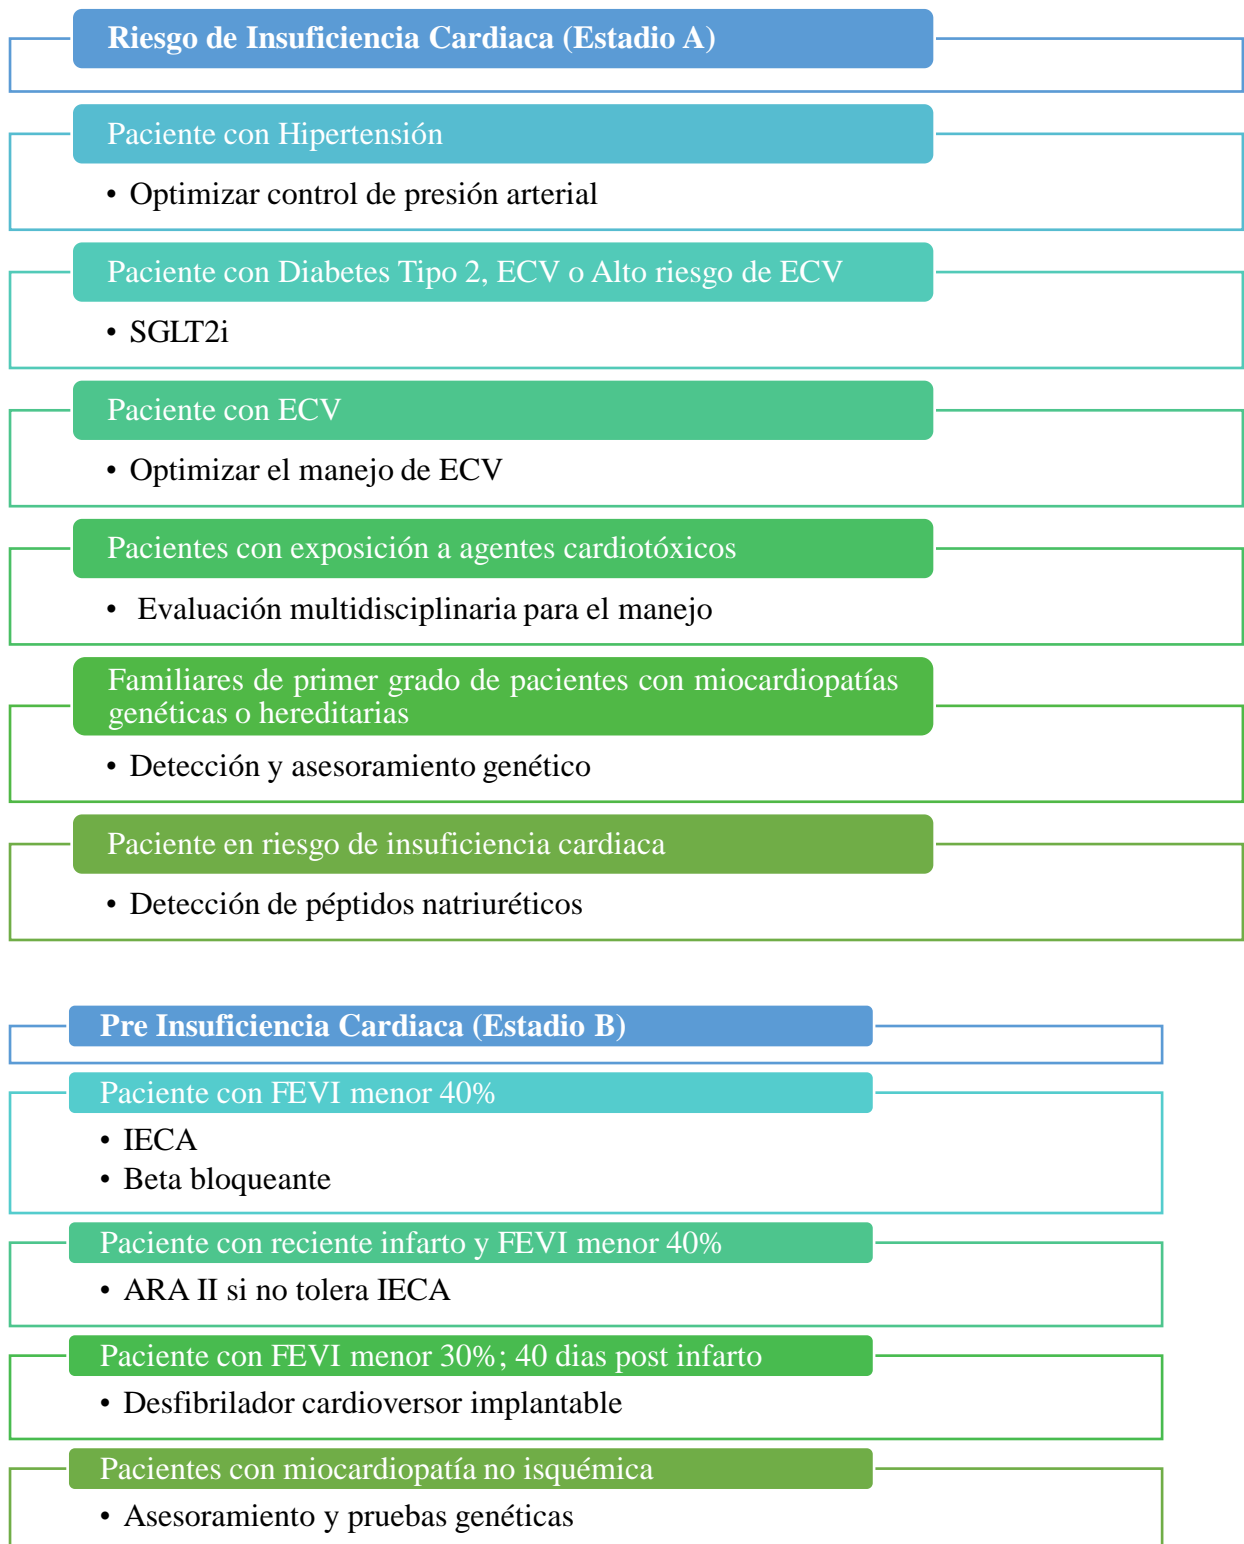 Riesgo de Insuficiencia Cardiaca (Estadio A)
Paciente con Hipertensión
• Optimizar control de presión arterial
Paciente con Diabetes Tipo 2, ECV o Alto riesgo de ECV
• SGLT2i
Paciente con ECV
• Optimizar el manejo de ECV
Pacientes con exposición a agentes cardiotóxicos
• Evaluación multidisciplinaria para el manejo
Familiares de primer grado de pacientes con miocardiopatías
genéticas o hereditarias
• Detección y asesoramiento genético
Paciente en riesgo de insuficiencia cardiaca
• Detección de péptidos natriuréticos
Pre Insuficiencia Cardiaca (Estadio B)
Paciente con FEVI menor 40%
• IECA
• Beta bloqueante
Paciente con reciente infarto y FEVI menor 40%
• ARA II si no tolera IECA
Paciente con FEVI menor 30%; 40 dias post infarto
• Desfibrilador cardioversor implantable
Pacientes con miocardiopatía no isquémica
• Asesoramiento y pruebas genéticas